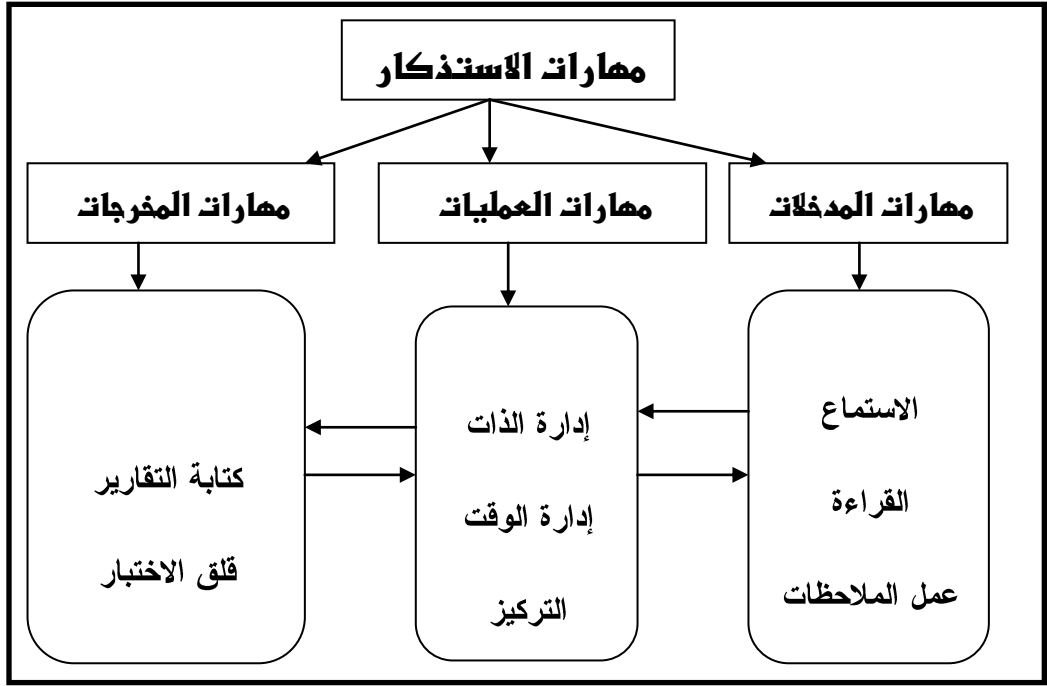 مهارات الاستذكار
مهارات المدخلات
مهارات العمليات
مهارات المخرجات
الاستماع
القراءة
عمل الملاحظات
إدارة الذات
إدارة الوقت
التركيز
كتابة التقارير
قلق الاختبار